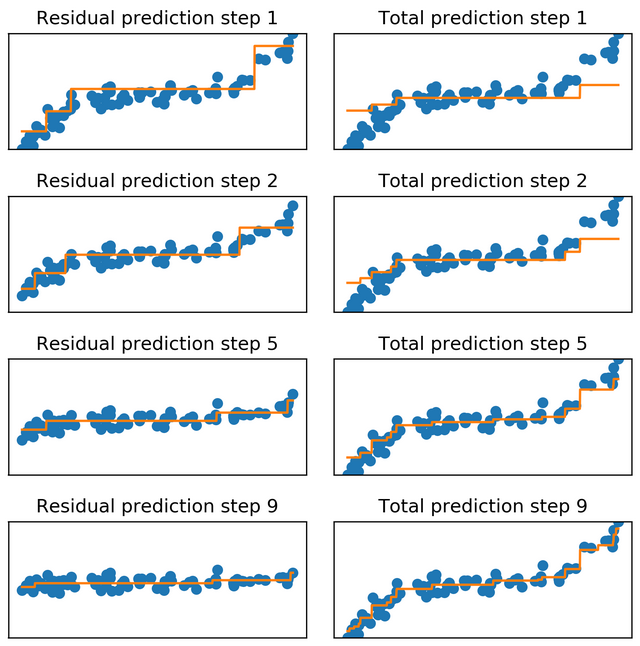 Residual prediction step 1
Total prediction step 1
Residual prediction step 2
Total prediction step 2
Residual prediction step 5
Total prediction step 5
Residual prediction step 9
Total prediction step 9